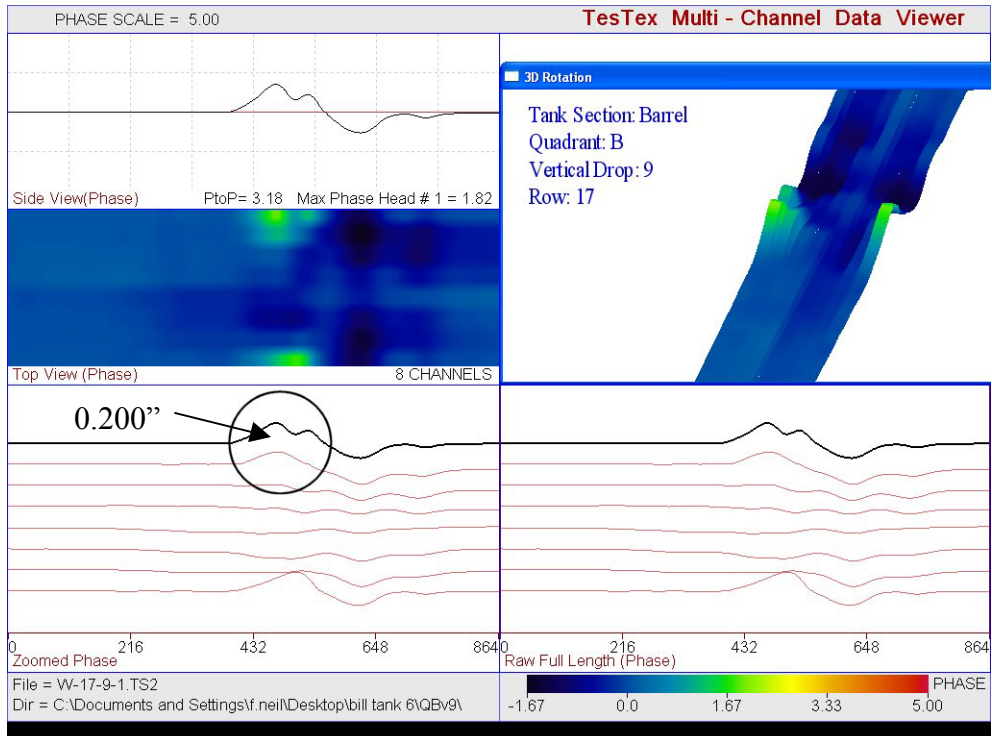 PHASE SCALE = 5.00
TesTex Multi - Channel Data Viewer
Side View(Phase)
PtoP= 3.18 Max Phase Head # 1 = 1.82
3D Rotation
Tank Section: Barrel
Quadrant: B
Vertical Drop: 9
Row: 17
Top View (Phase)
8 CHANNELS
0.200”
0 216 432 648 864
Zoomed Phase
0 216 432 648 864
Raw Full Length (Phase)
File = W-17-9-1.TS2
Dir = C:\Documents and Settings\f.neil\Desktop\bill tank 6\QBv9\
PHASE
-1.67 0.0 1.67 3.33 5.00